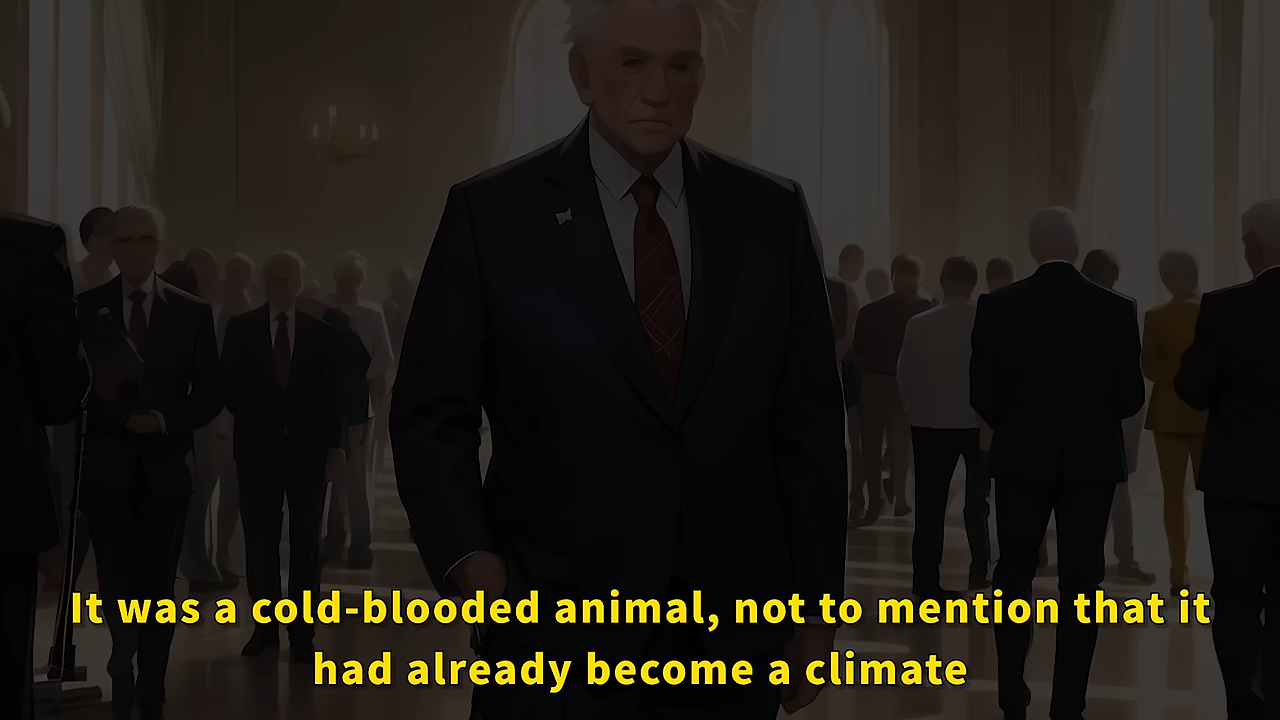 It was a cold-blooded animal, not to mention that it
had already become a climate